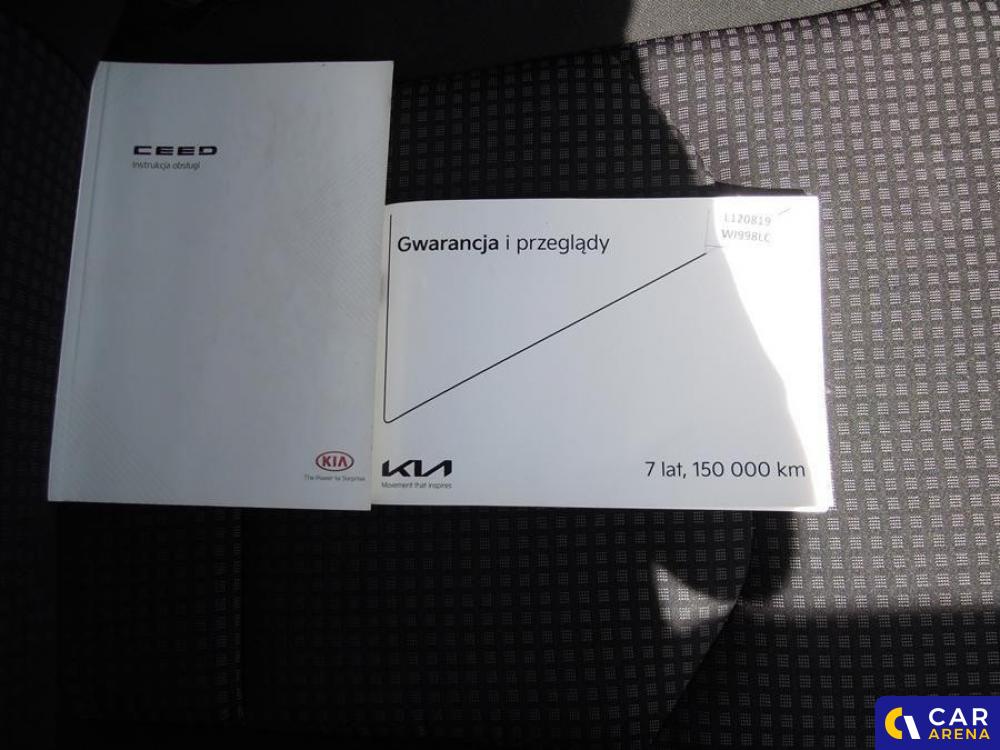 CEED
Instrukcja obsługi
KIA
The Power to Surprise
Gwarancja i przeglądy
L120819
WJ998LC
KIA
Movement that inspires
7 lat, 150 000 km
CAR
ARENA